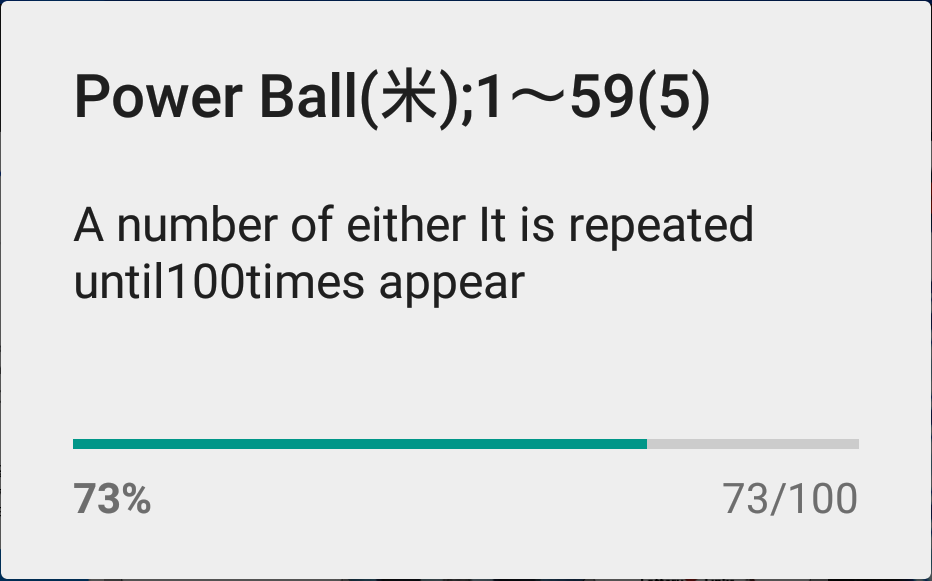 Power Ball(米);1〜59(5)
A number of either It is repeated
until100times appear
73%
73/100